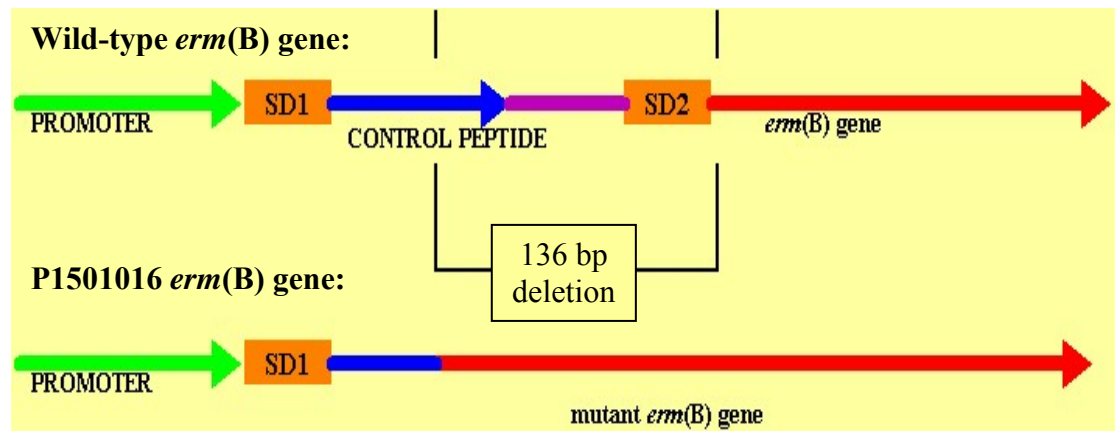 Wild-type erm(B) gene:
SD1
SD2
PROMOTER
CONTROL PEPTIDE
erm(B) gene
136 bp
deletion
P1501016 erm(B) gene:
SD1
PROMOTER
mutant erm(B) gene